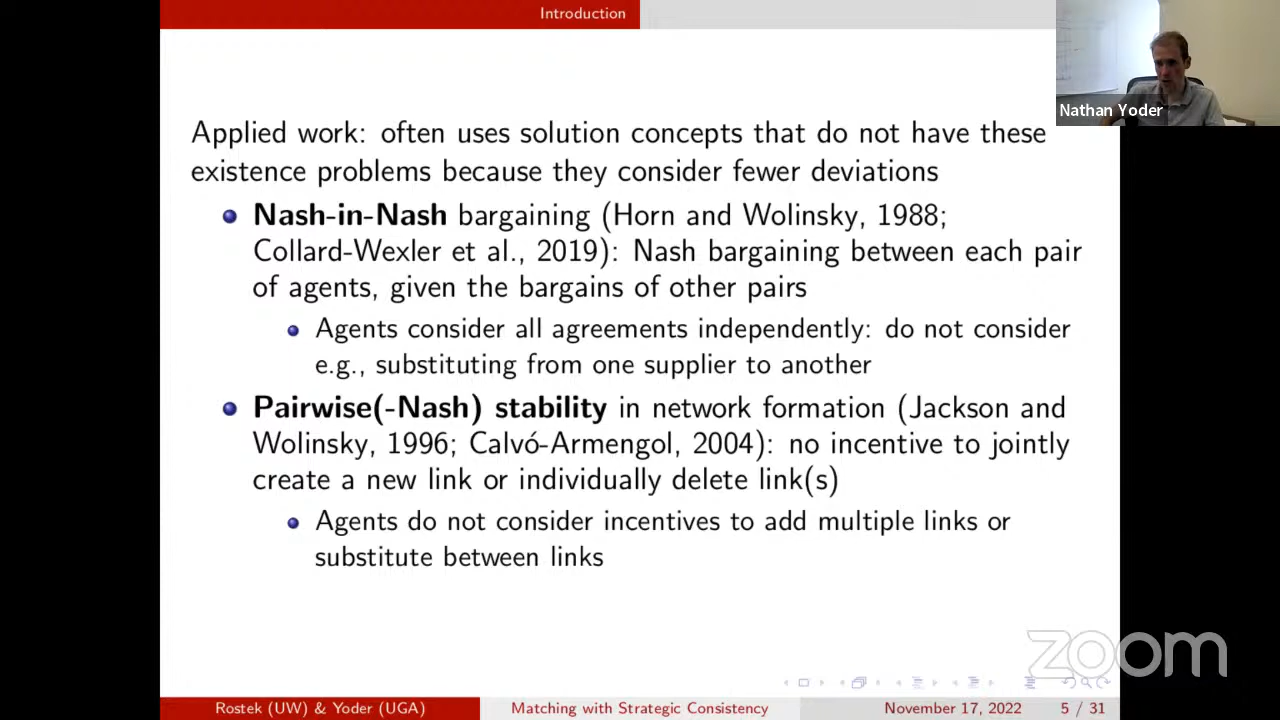 Introduction
Nathan Yoder
Applied work: often uses solution concepts that do not have these
existence problems because they consider fewer deviations
Nash-in-Nash bargaining (Horn and Wolinsky, 1988;
Collard-Wexler et al., 2019): Nash bargaining between each pair
of agents, given the bargains of other pairs
Agents consider all agreements independently: do not consider
e.g., substituting from one supplier to another
Pairwise(-Nash) stability in network formation (Jackson and
Wolinsky, 1996; Calvó-Armengol, 2004): no incentive to jointly
create a new link or individually delete link(s)
Agents do not consider incentives to add multiple links or
substitute between links
zoom
Rostek (UW) & Yoder (UGA)
Matching with Strategic Consistency
November 17, 2022
5 / 31